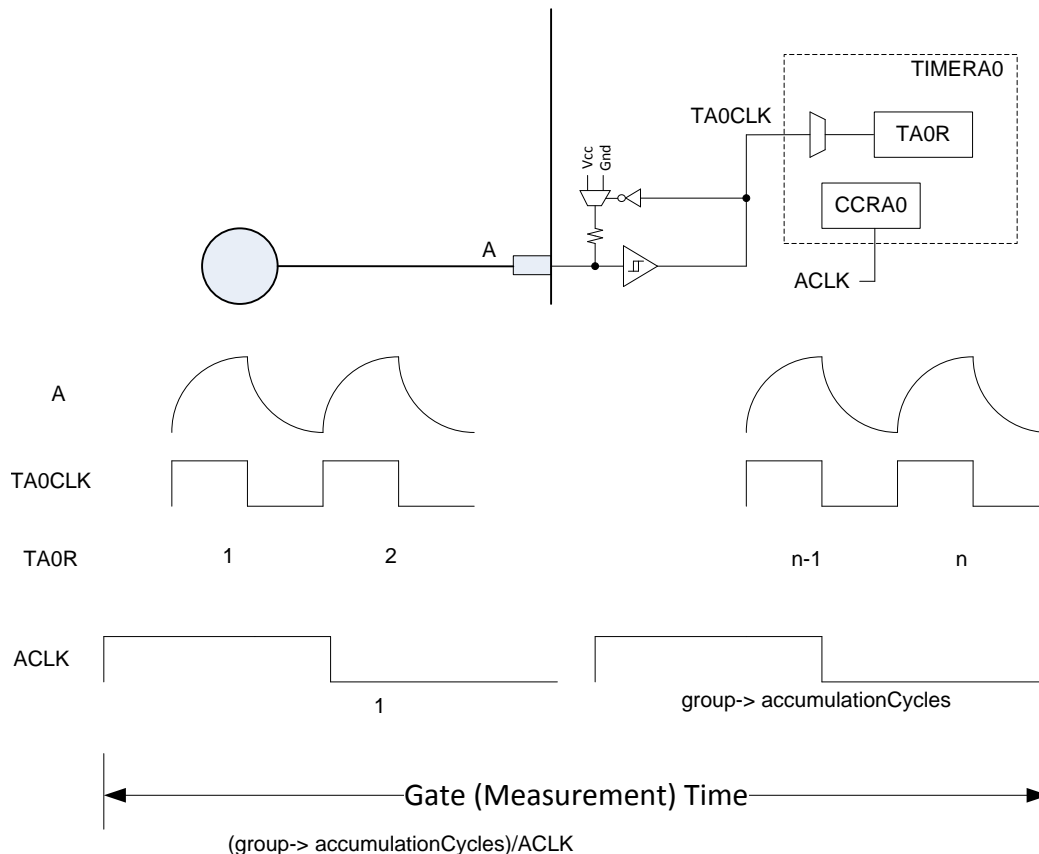 TIMERA0
TA0CLK
TA0R
Vcc
Gnd
CCRA0
A
ACLK
A
TA0CLK
TA0R
1
2
n-1
n
ACLK
1
group-> accumulationCycles
Gate (Measurement) Time
(group-> accumulationCycles)/ACLK